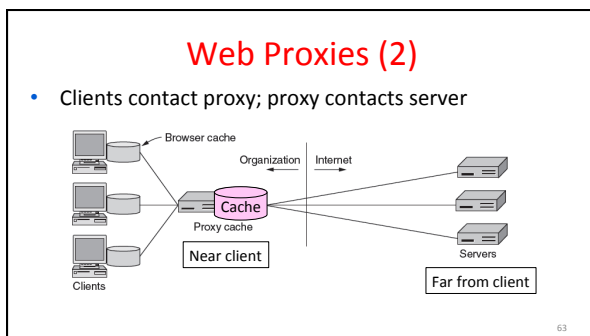 Web Proxies (2)
• Clients contact proxy; proxy contacts server
Browser cache
Organization
Internet
Cache
Proxy cache
Near client
Clients
Servers
Far from client
63